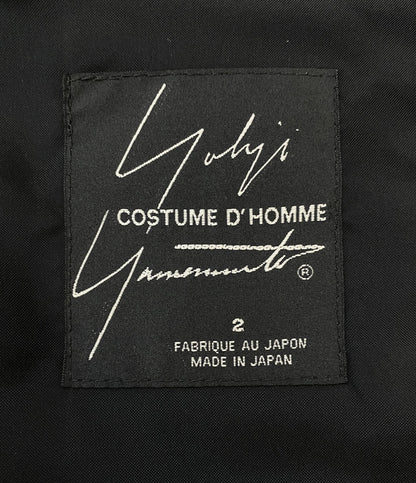 Yohji
COSTUME D'HOMME
Yamamoto ®
2
FABRIQUE AU JAPON
MADE IN JAPAN